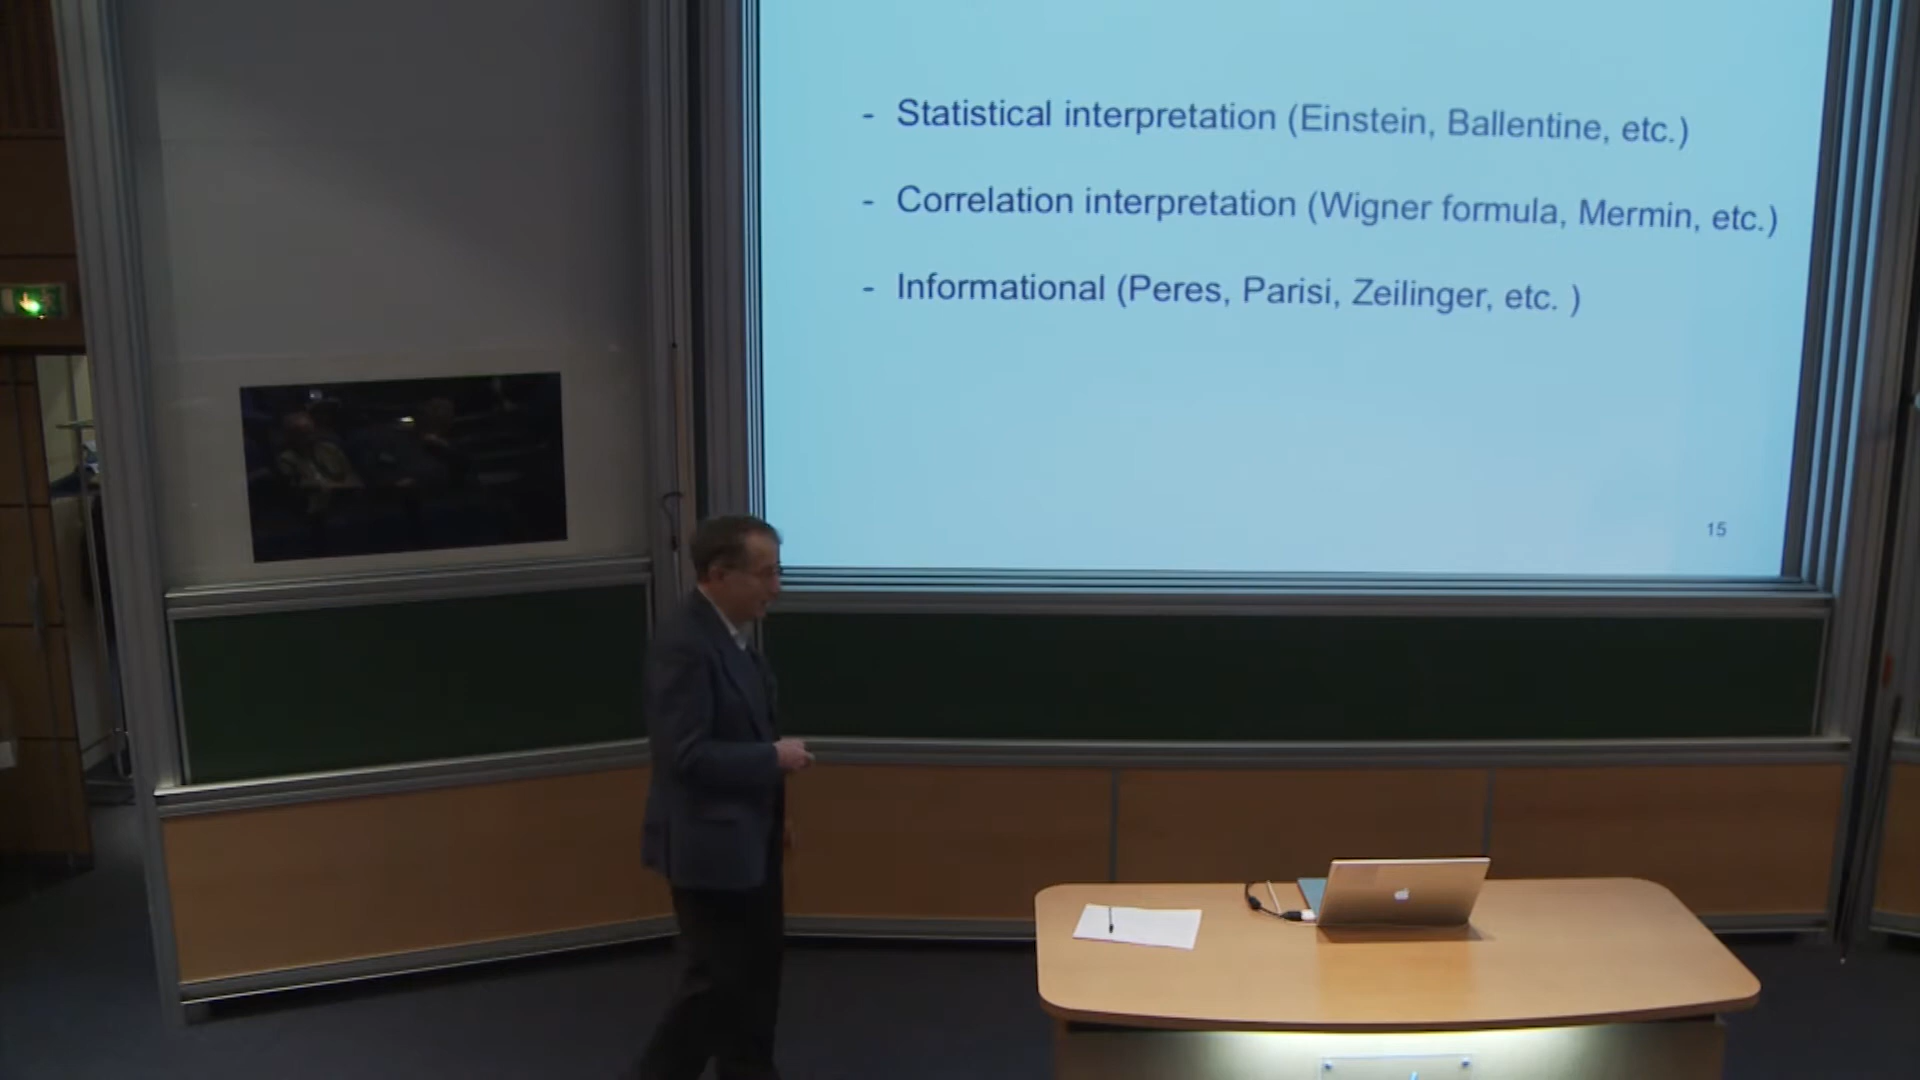 - Statistical interpretation (Einstein, Ballentine, etc.)
- Correlation interpretation (Wigner formula, Mermin, etc.)
- Informational (Peres, Parisi, Zeilinger, etc. )
15